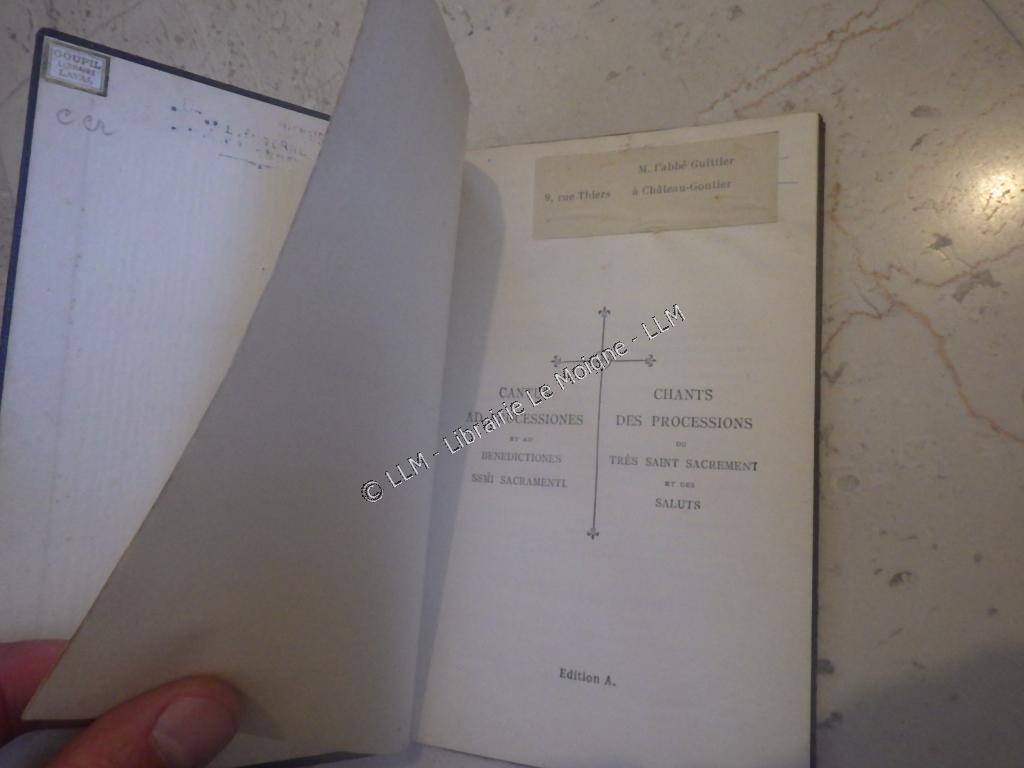 GOUPIL
LIBRAIRE
LAVAL
M. l'abbé Guittier
9, rue Thiers à Château-Gontier
CANTUS
AD PROCESSIONES
ET AD
BENEDICTIONES
SSMI SACRAMENTI.
CHANTS
DES PROCESSIONS
DU
TRÈS SAINT SACREMENT
ET DES
SALUTS
Edition A.
© LLM - Librairie Le Moigne - LLM